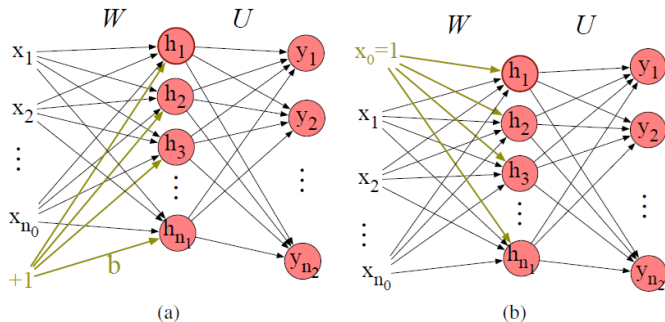 W U
x1 h1 y1
x2 h2 y2
h3
⋮ ⋮ ⋮
xn0 hn1 yn2
+1 b
(a)
W U
x0=1 h1 y1
x1 h2 y2
x2 h3
⋮ ⋮ ⋮
xn0 hn1 yn2
(b)